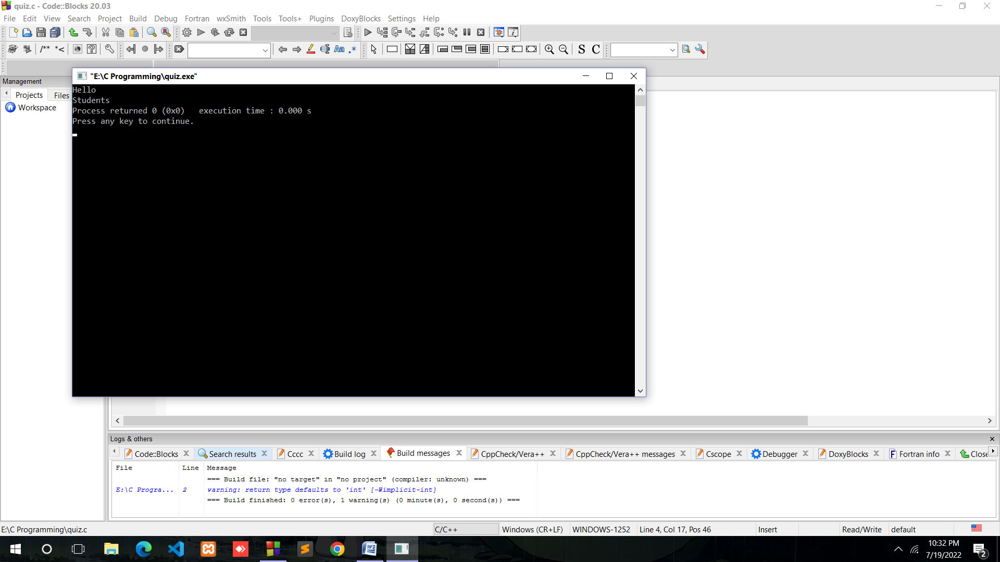 quiz.c - Code::Blocks 20.03
File Edit View Search Project Build Debug Fortran wxSmith Tools Tools+ Plugins DoxyBlocks Settings Help
/** *< Aa .* S C
Management
Projects Files
Workspace
"E:\C Programming\quiz.exe"
Hello
Students
Process returned 0 (0x0)   execution time : 0.000 s
Press any key to continue.
Logs & others
Code::Blocks Search results Cccc Build log Build messages CppCheck/Vera++ CppCheck/Vera++ messages Cscope Debugger DoxyBlocks Fortran info Close
File Line Message
=== Build file: "no target" in "no project" (compiler: unknown) ===
E:\C Progra... 2 warning: return type defaults to 'int' [-Wimplicit-int]
=== Build finished: 0 error(s), 1 warning(s) (0 minute(s), 0 second(s)) ===
E:\C Programming\quiz.c C/C++ Windows (CR+LF) WINDOWS-1252 Line 4, Col 17, Pos 46 Insert Read/Write default
10:32 PM
7/19/2022
2